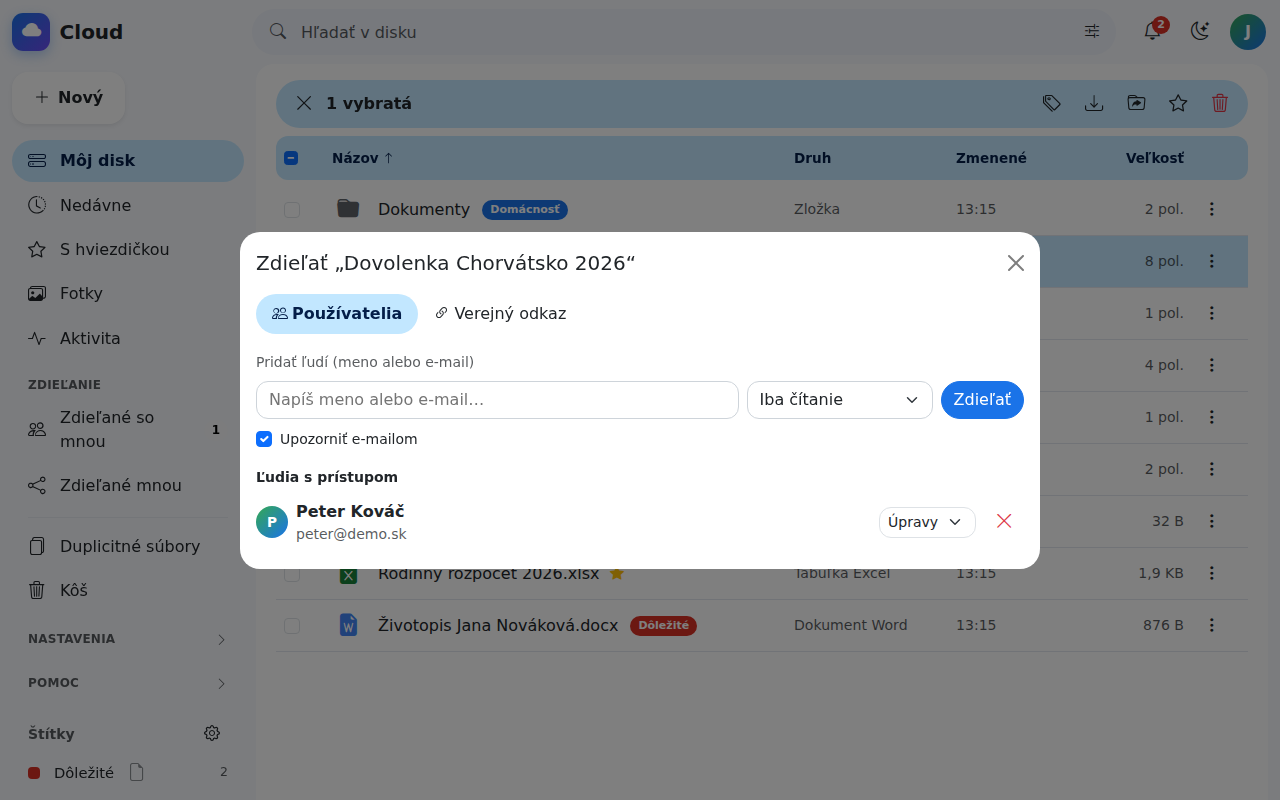 Cloud
Hľadať v disku
2
J
Nový
1 vybratá
Môj disk
Nedávne
S hviezdičkou
Fotky
Aktivita
ZDIEĽANIE
Zdieľané so mnou
1
Zdieľané mnou
Duplicitné súbory
Kôš
NASTAVENIA
POMOC
Štítky
Dôležité
2
Názov
Druh
Zmenené
Veľkosť
Dokumenty
Domácnosť
Zložka
13:15
2 pol.
8 pol.
1 pol.
4 pol.
1 pol.
2 pol.
32 B
Zdieľať „Dovolenka Chorvátsko 2026“
Používatelia
Verejný odkaz
Pridať ľudí (meno alebo e-mail)
Napíš meno alebo e-mail…
Iba čítanie
Zdieľať
Upozorniť e-mailom
Ľudia s prístupom
P
Peter Kováč
peter@demo.sk
Úpravy
Rodinný rozpočet 2026.xlsx
Tabuľka Excel
13:15
1,9 KB
Životopis Jana Nováková.docx
Dôležité
Dokument Word
13:15
876 B